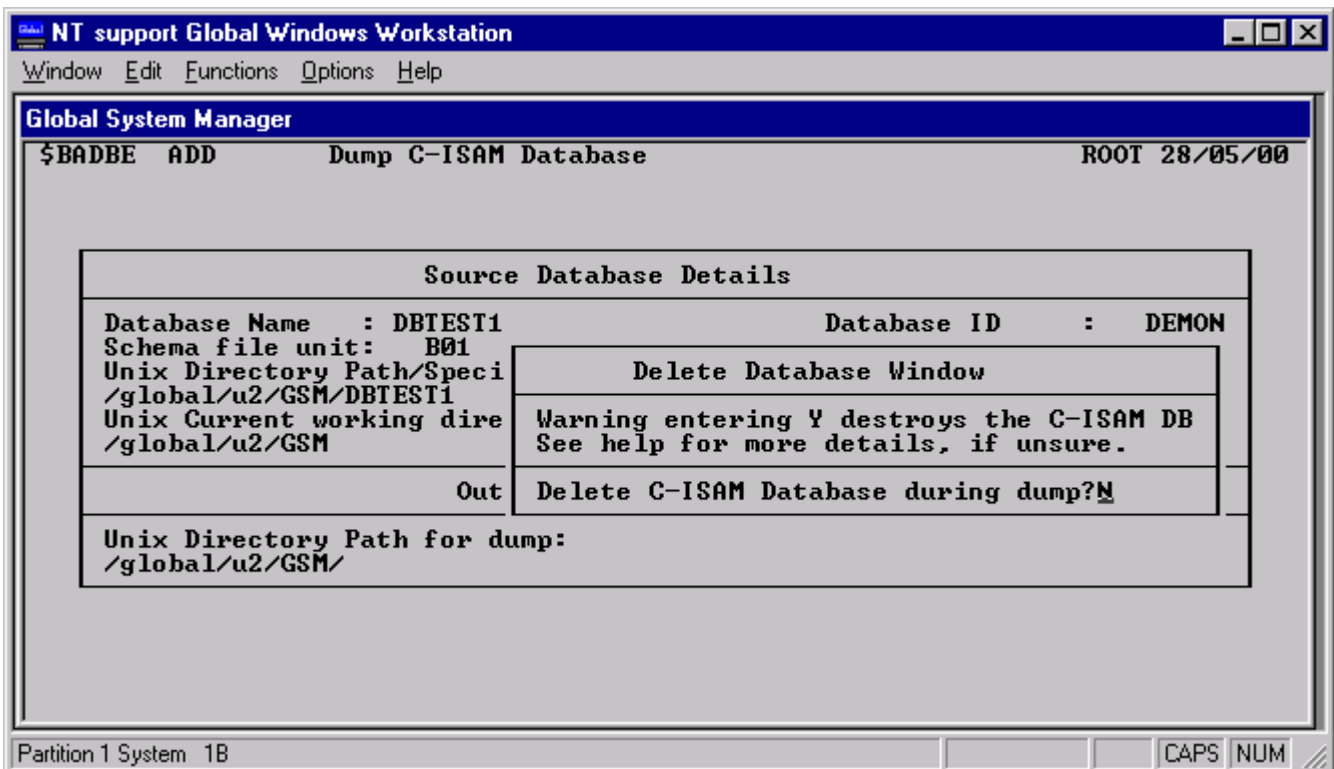 NT support Global Windows Workstation
Window Edit Functions Options Help
Global System Manager
$BADBE ADD Dump C-ISAM Database ROOT 28/05/00
Source Database Details
Database Name : DBTEST1 Database ID : DEMON
Schema file unit: B01
Unix Directory Path/Speci
/global/u2/GSM/DBTEST1
Unix Current working dire
/global/u2/GSM
Delete Database Window
Warning entering Y destroys the C-ISAM DB
See help for more details, if unsure.
Out
Delete C-ISAM Database during dump?N
Unix Directory Path for dump:
/global/u2/GSM/
Partition 1 System 1B CAPS NUM